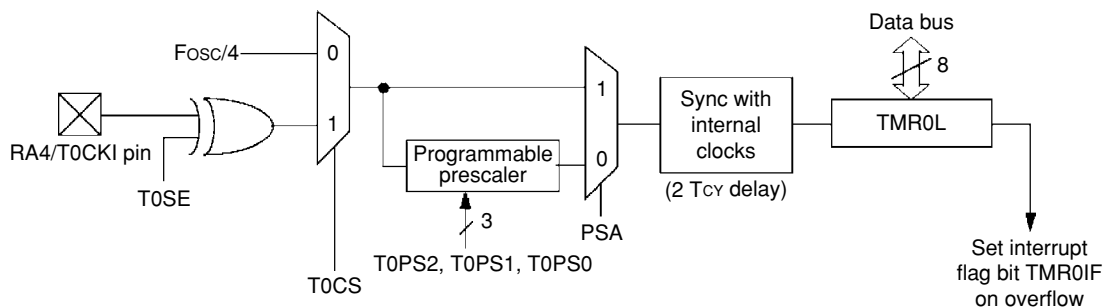 Data bus
8
Fosc/4
0
1
RA4/T0CKI pin
T0SE
T0CS
Programmable
prescaler
3
T0PS2, T0PS1, T0PS0
1
0
PSA
Sync with
internal
clocks
(2 TCY delay)
TMR0L
Set interrupt
flag bit TMR0IF
on overflow